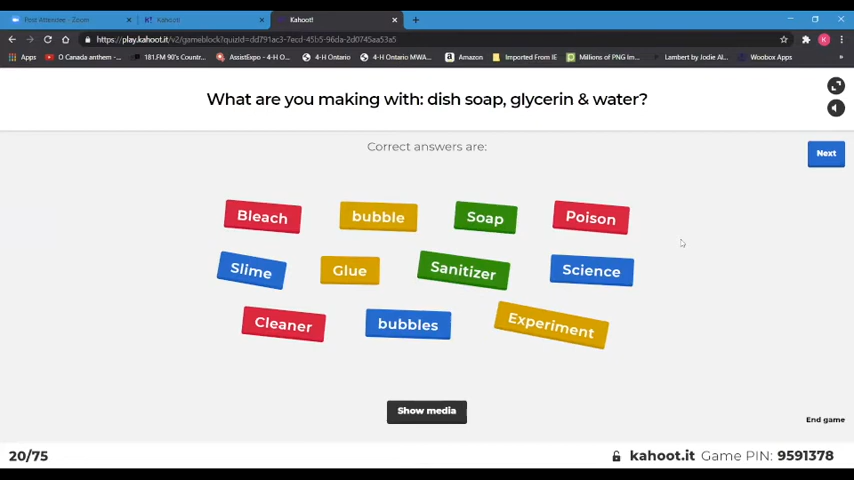 Post Attendee - Zoom
Kahoot!
Kahoot!
https://play.kahoot.it/v2/gameblock?quizId=dd791ac3-7ecd-45b5-96da-2d0745aa53a5
Apps O Canada anthem -... 181.FM 90's Countr... AssistExpo - 4-H O... 4-H Ontario 4-H Ontario MWA... Amazon Imported From IE Millions of PNG Im... Lambert by Jodie Al... Woobox Apps
What are you making with: dish soap, glycerin & water?
Correct answers are:
Next
Bleach bubble Soap Poison
Slime Glue Sanitizer Science
Cleaner bubbles Experiment
Show media
End game
20/75 kahoot.it Game PIN: 9591378